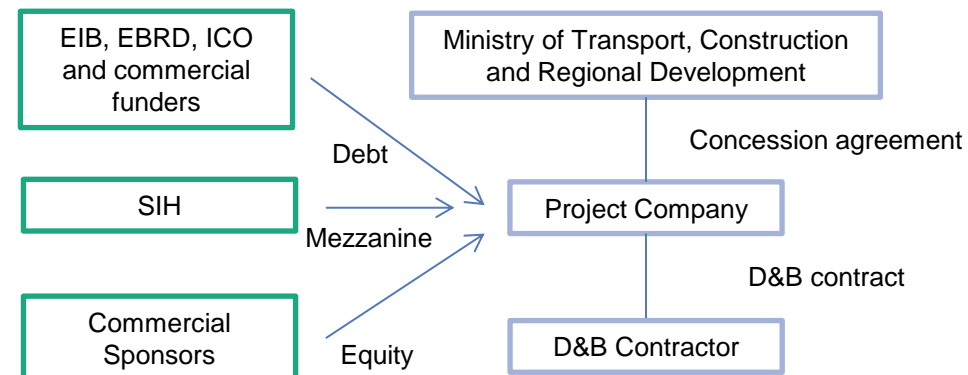 EIB, EBRD, ICO
and commercial
funders
Ministry of Transport, Construction
and Regional Development
Debt
Concession agreement
SIH
Mezzanine
Project Company
D&B contract
Commercial
Sponsors
Equity
D&B Contractor